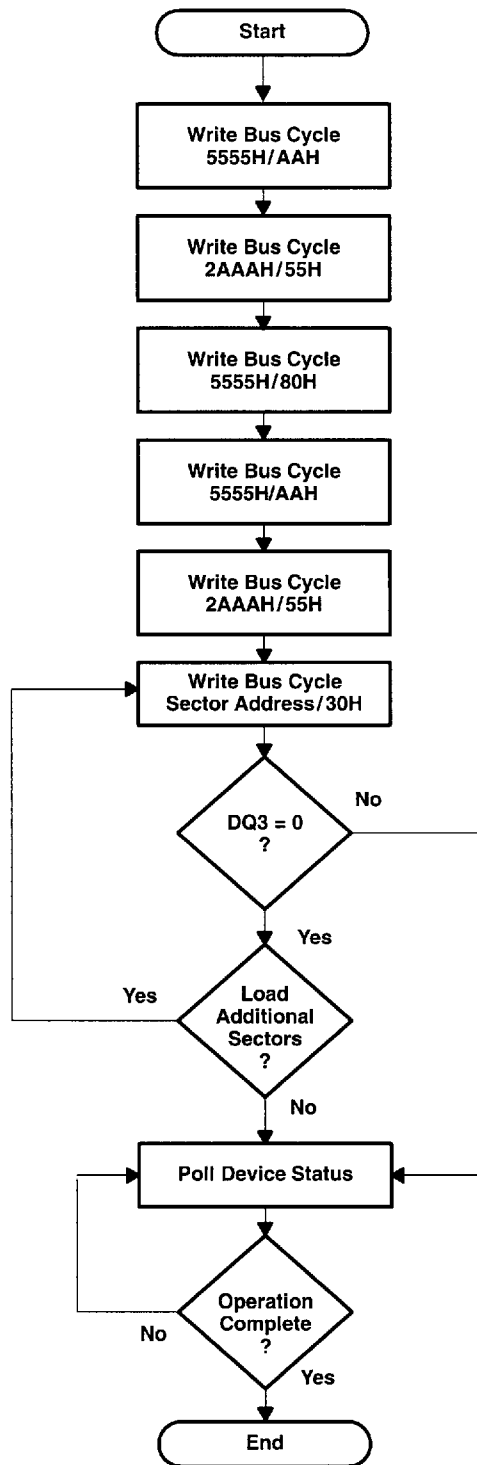 Start
Write Bus Cycle
5555H/AAH
Write Bus Cycle
2AAAH/55H
Write Bus Cycle
5555H/80H
Write Bus Cycle
5555H/AAH
Write Bus Cycle
2AAAH/55H
Write Bus Cycle
Sector Address/30H
No
DQ3 = 0
?
Yes
Yes
Load
Additional
Sectors
?
No
Poll Device Status
Operation
Complete
?
No
Yes
End